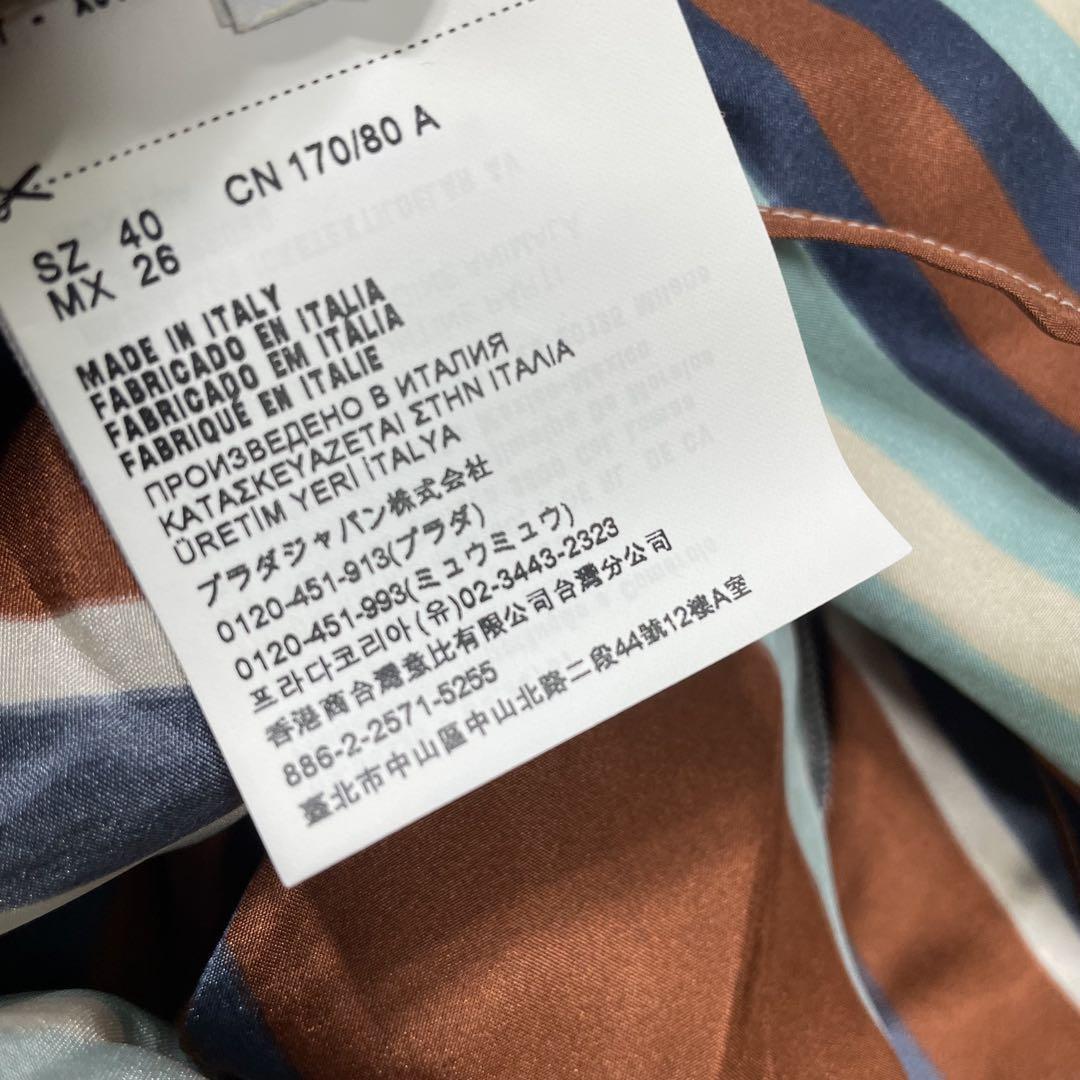 CN 170/80 A
SZ 40
MX 26
MADE IN ITALY
FABRICADO EN ITALIA
FABRICADO EM ITÁLIA
FABRIQUÉ EN ITALIE
ПРОИЗВЕДЕНО В ИТАЛИЯ
ΚΑΤΑΣΚΕΥΑΖΕΤΑΙ ΣΤΗΝ ΙΤΑΛΙΑ
ÜRETIM YERİ İTALYA
プラダジャパン株式会社
0120-451-913(プラダ)
0120-451-993(ミュウミュウ)
프라다코리아(유)02-3443-2323
香港商台灣意比有限公司台灣分公司
886-2-2571-5255
臺北市中山區中山北路二段44號12樓A室